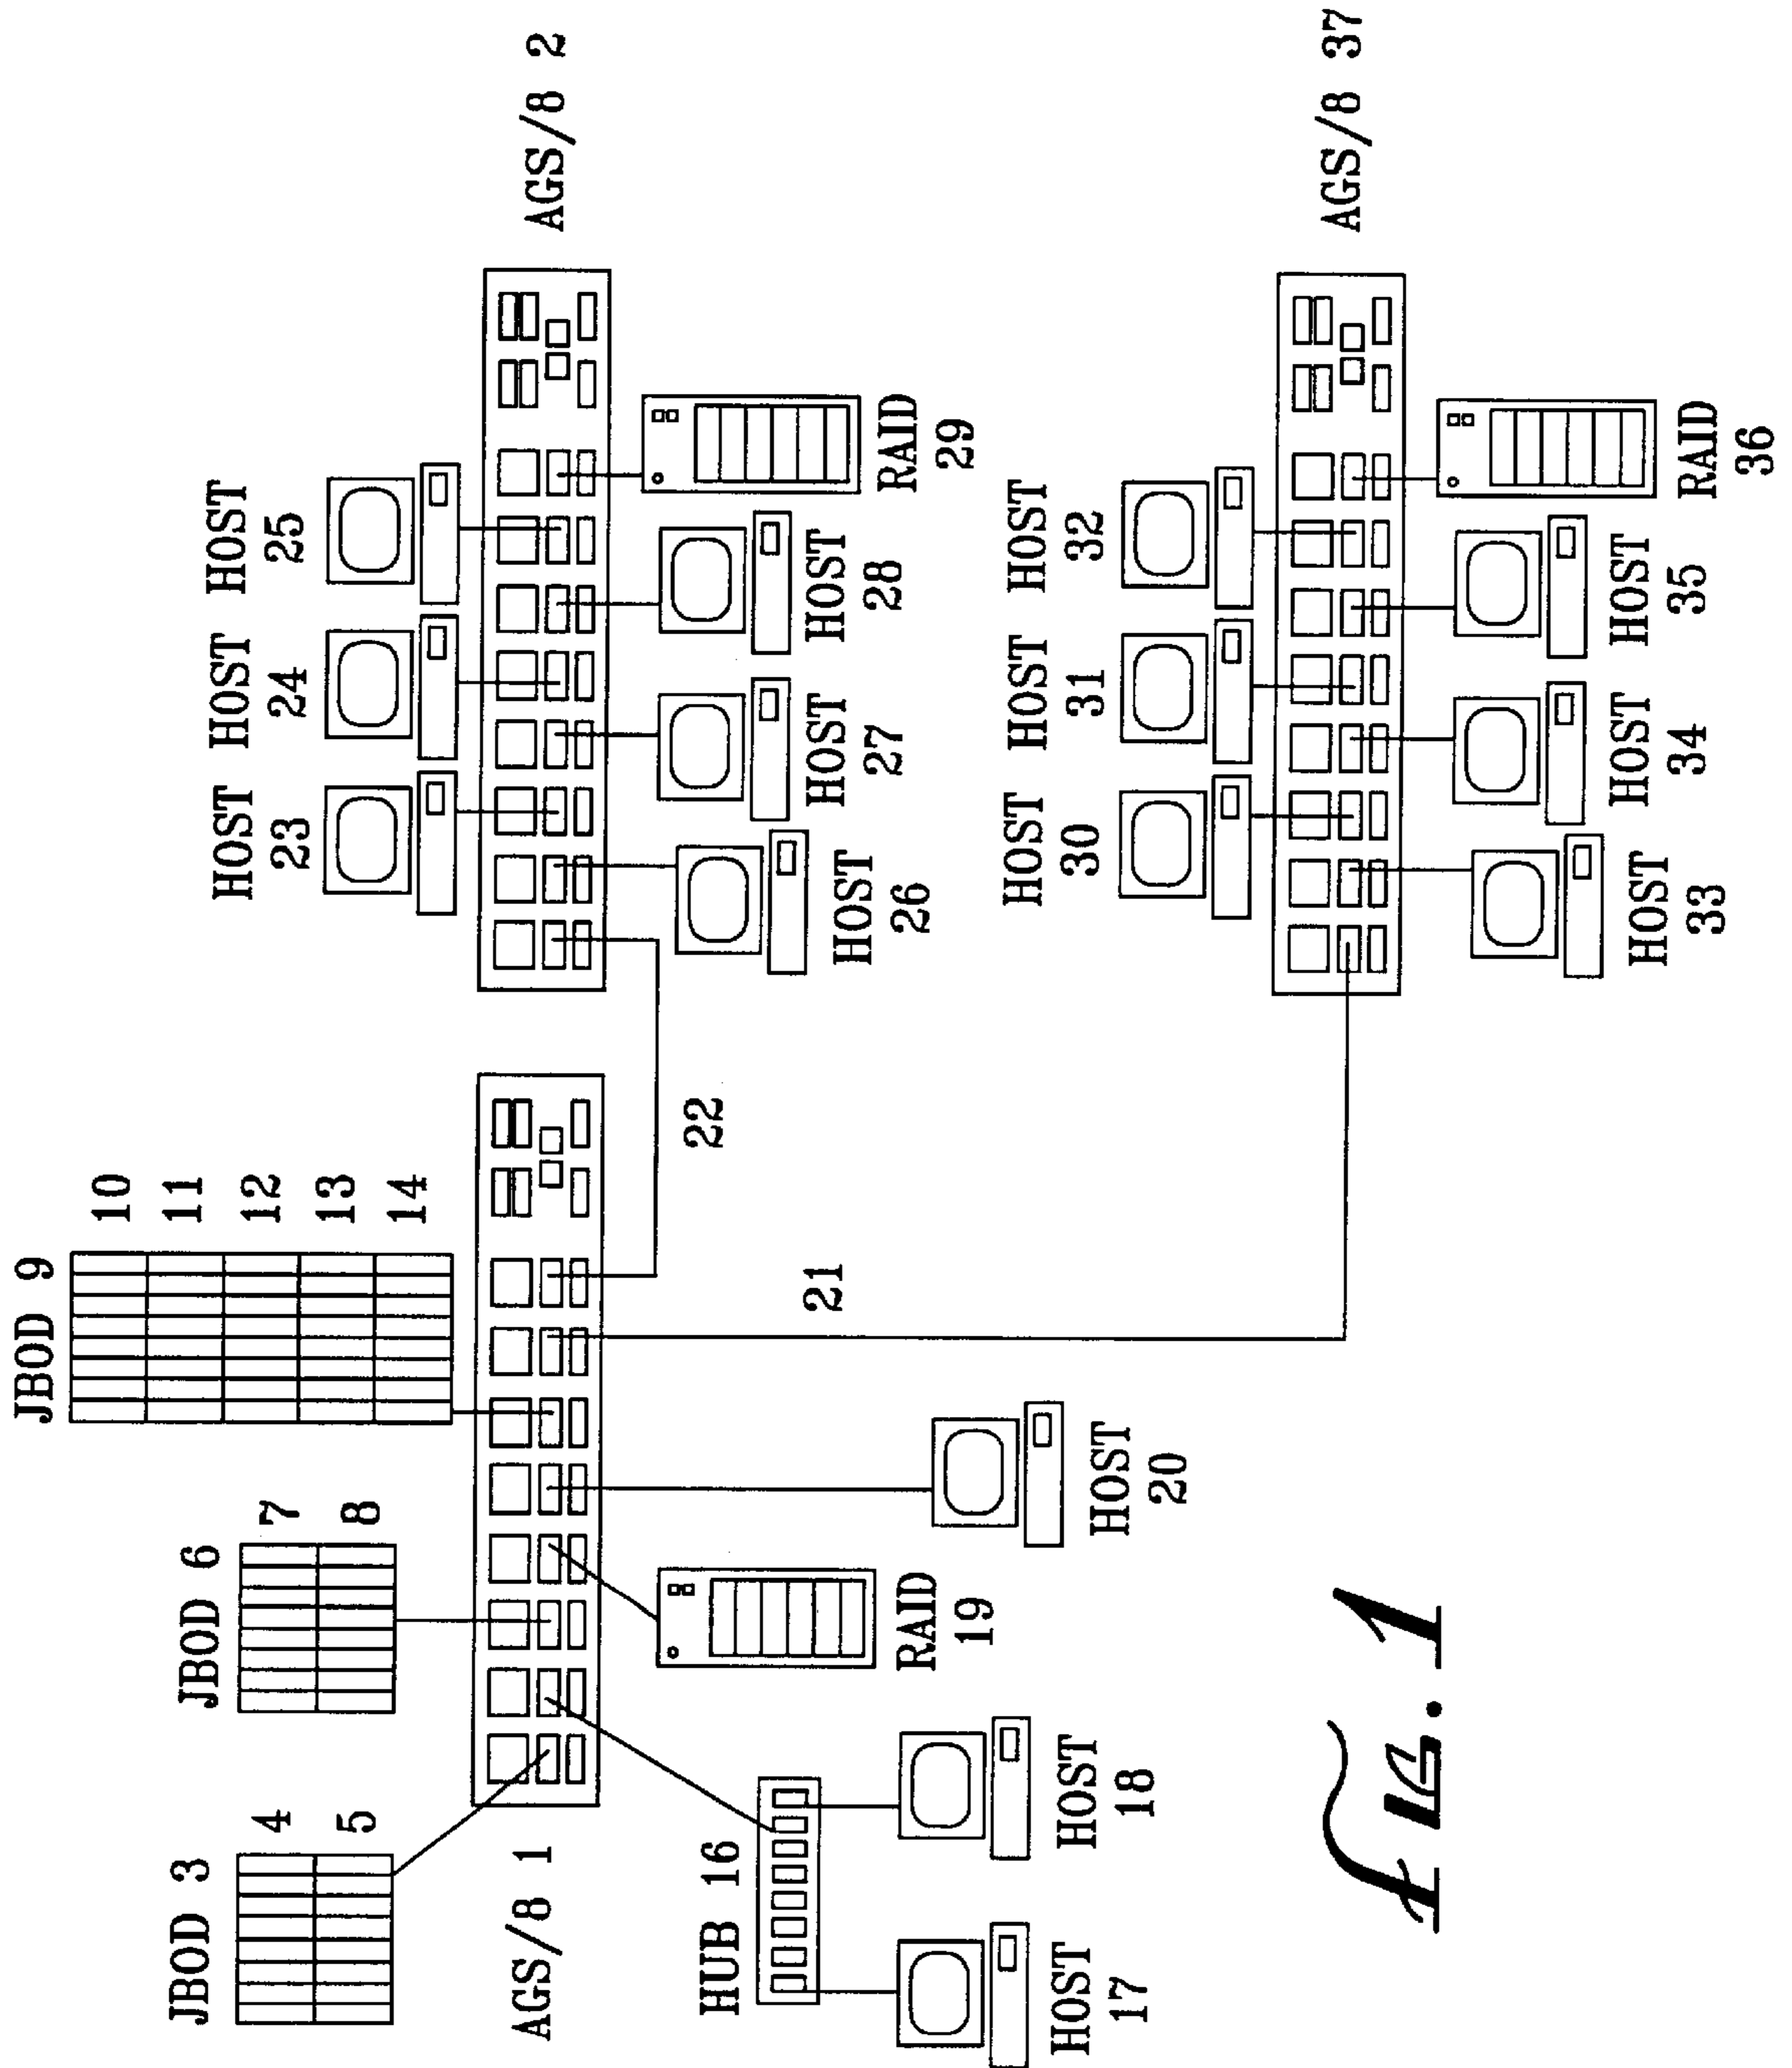 JBOD 9
10
11
12
13
14
JBOD 6
7
8
JBOD 3
4
5
AGS/8 1
HUB 16
HOST
17
HOST
18
RAID
19
HOST
20
21
22
HOST
23
HOST
24
HOST
25
AGS/8 2
HOST
26
HOST
27
HOST
28
RAID
29
HOST
30
HOST
31
HOST
32
AGS/8 37
HOST
33
HOST
34
HOST
35
RAID
36
FIG. 1